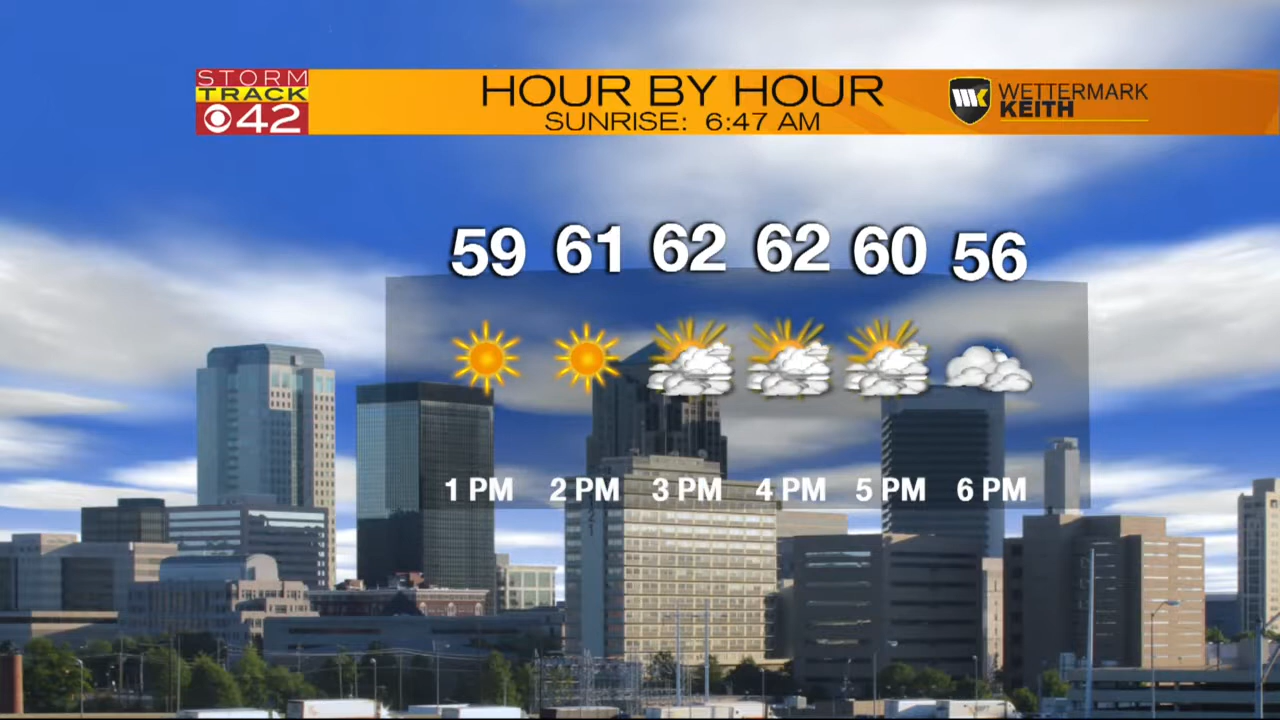 STORM
TRACK
42
HOUR BY HOUR
SUNRISE: 6:47 AM
WETTERMARK
KEITH
59 61 62 62 60 56
1 PM 2 PM 3 PM 4 PM 5 PM 6 PM